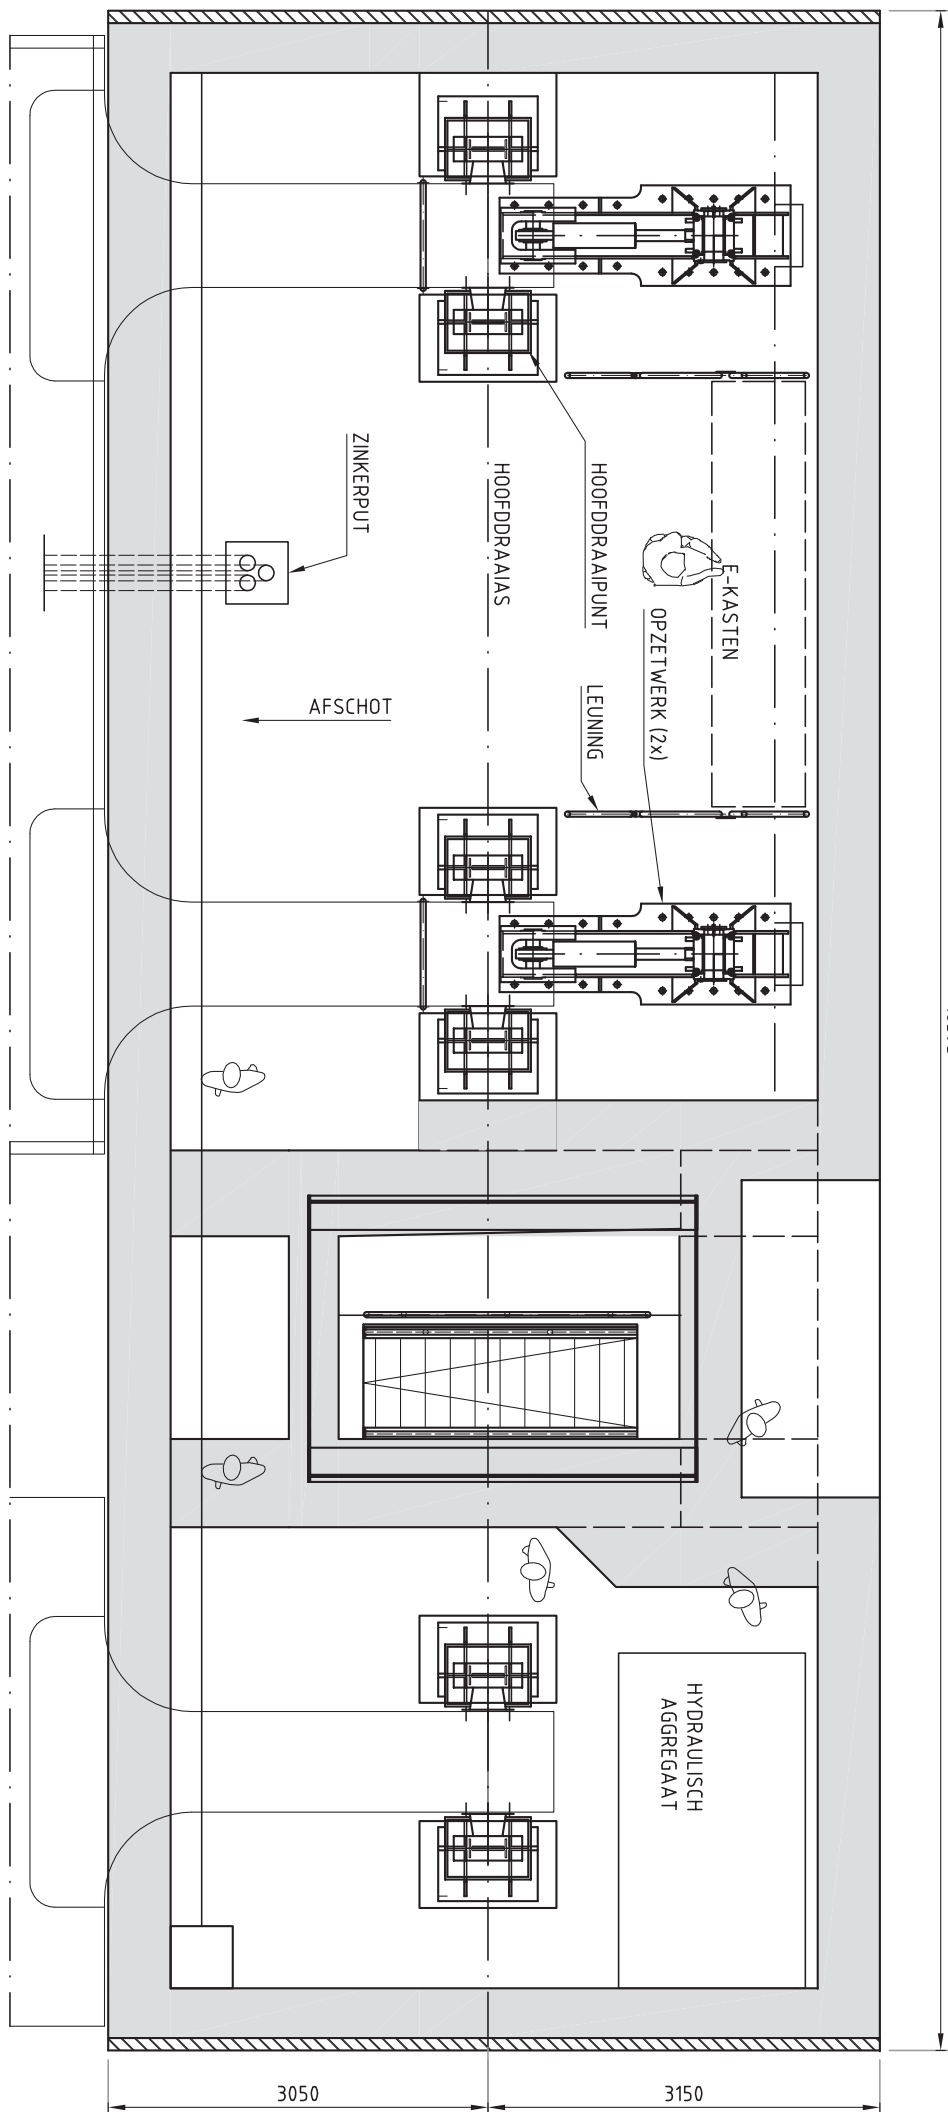 ZINKERPUT
HOOFDDRAAIAS
HOOFDDRAAIPUNT
E-KASTEN
OPZETWERK (2x)
LEUNING
AFSCHOT
HYDRAULISCH
AGGREGAAT
3050
3150